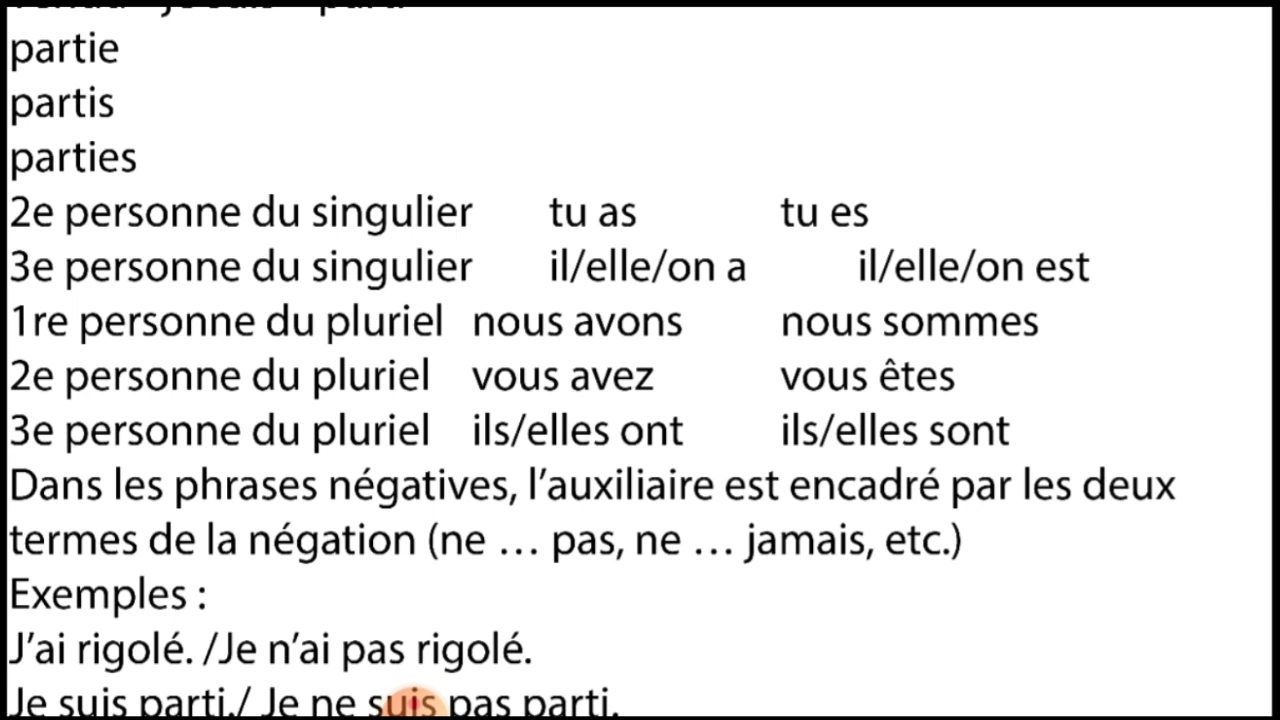 partie
partis
parties
2e personne du singulier tu as tu es
3e personne du singulier il/elle/on a il/elle/on est
1re personne du pluriel nous avons nous sommes
2e personne du pluriel vous avez vous êtes
3e personne du pluriel ils/elles ont ils/elles sont
Dans les phrases négatives, l’auxiliaire est encadré par les deux
termes de la négation (ne … pas, ne … jamais, etc.)
Exemples :
J’ai rigolé. /Je n’ai pas rigolé.
Je suis parti./ Je ne suis pas parti.